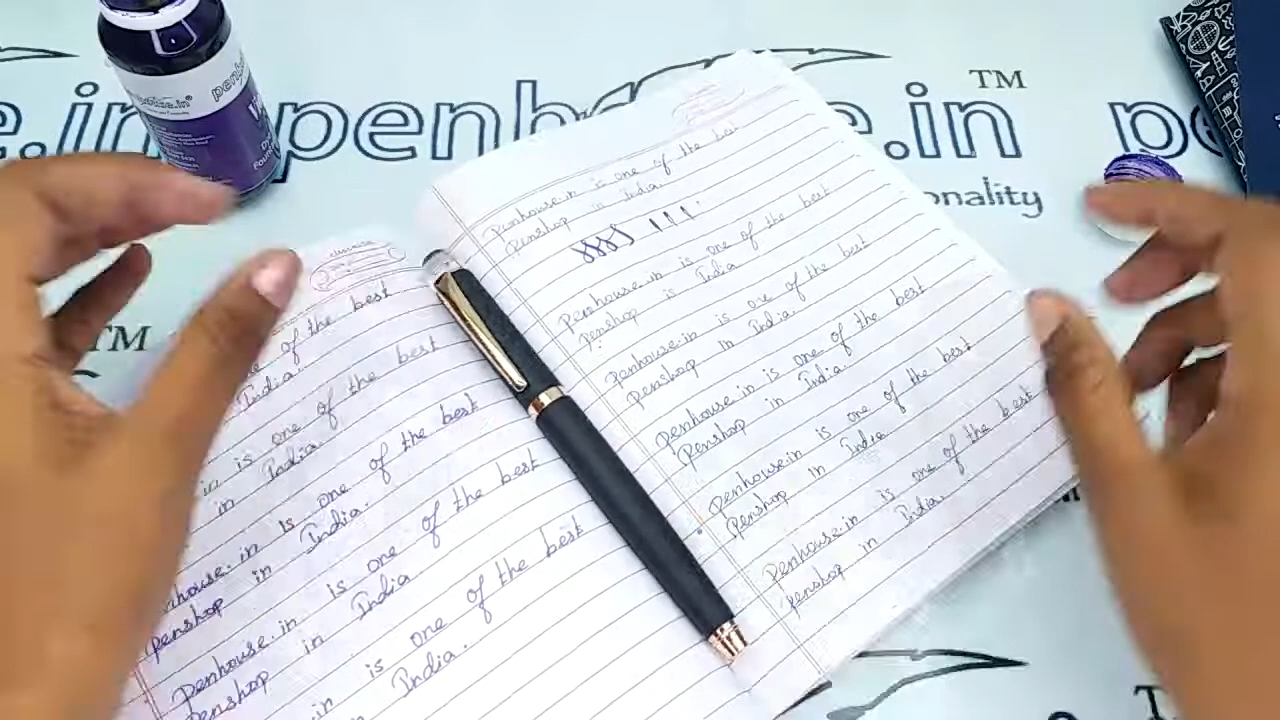 penhouse.in
TM
onality
TM
of the best
India.
is one of the best
in India.
penhouse.in is one of the best
penshop in India.
penhouse.in is one of the best
penshop in India
is one of the best
in India.
penhouse.in is one of the best
penshop in India.
penhouse.in is one of the best
penshop is India
penhouse.in is one of the best
penshop in India.
penhouse.in is one of the best
penshop in India.
penhouse.in is one of the best
penshop in India
penhouse.in is one of the best
penshop in India.